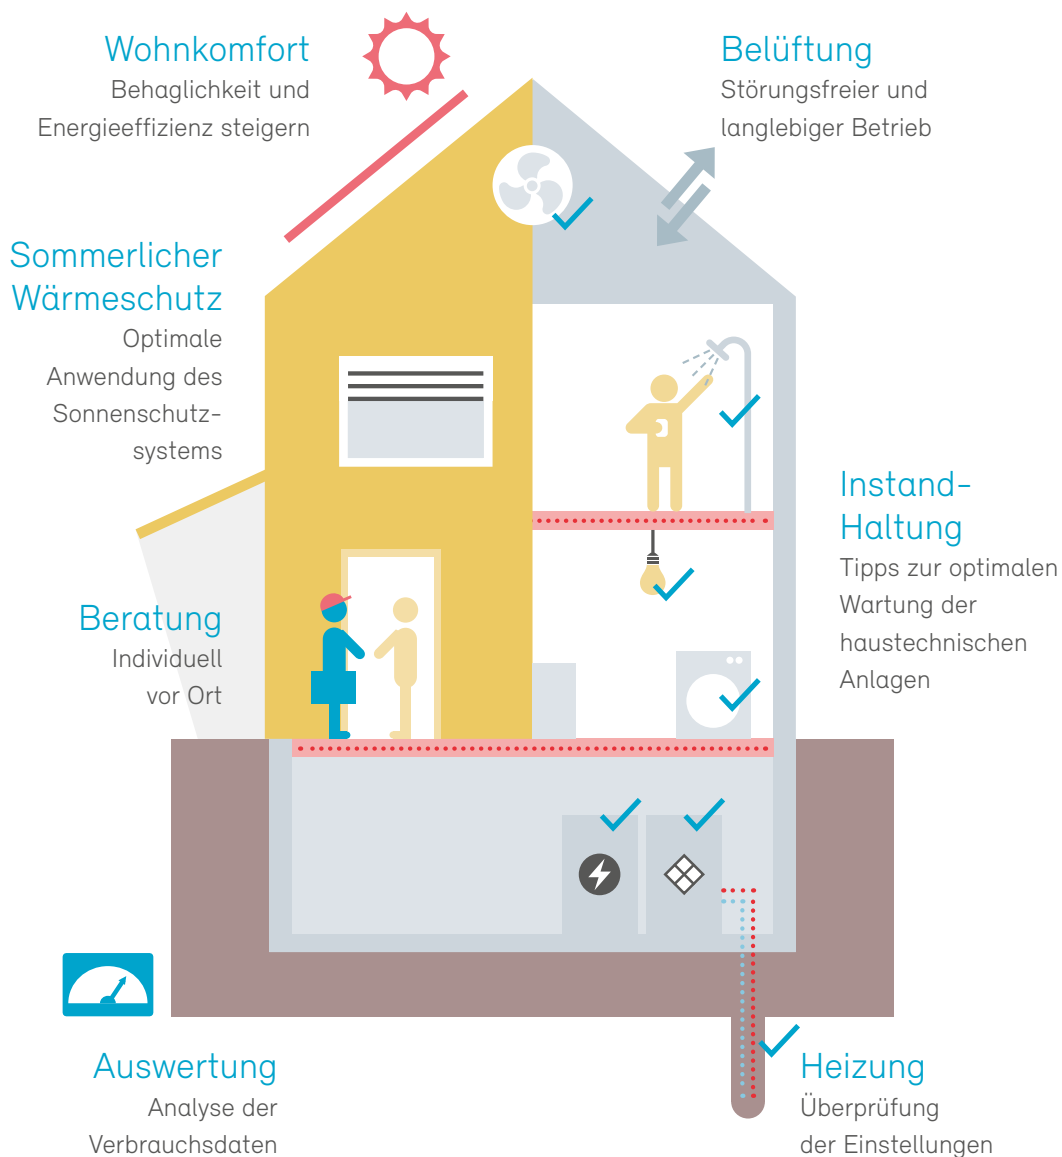 Wohnkomfort
Behaglichkeit und
Energieeffizienz steigern
Belüftung
Störungsfreier und
langlebiger Betrieb
Sommerlicher
Wärmeschutz
Optimale
Anwendung des
Sonnenschutz-
systems
Instand-
Haltung
Tipps zur optimalen
Wartung der
haustechnischen
Anlagen
Beratung
Individuell
vor Ort
Auswertung
Analyse der
Verbrauchsdaten
Heizung
Überprüfung
der Einstellungen